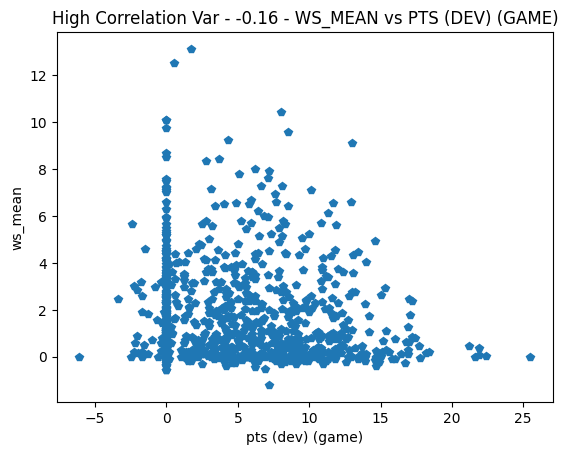 High Correlation Var - -0.16 - WS_MEAN vs PTS (DEV) (GAME)
12
10
8
6
4
2
0
ws_mean
−5 0 5 10 15 20 25
pts (dev) (game)